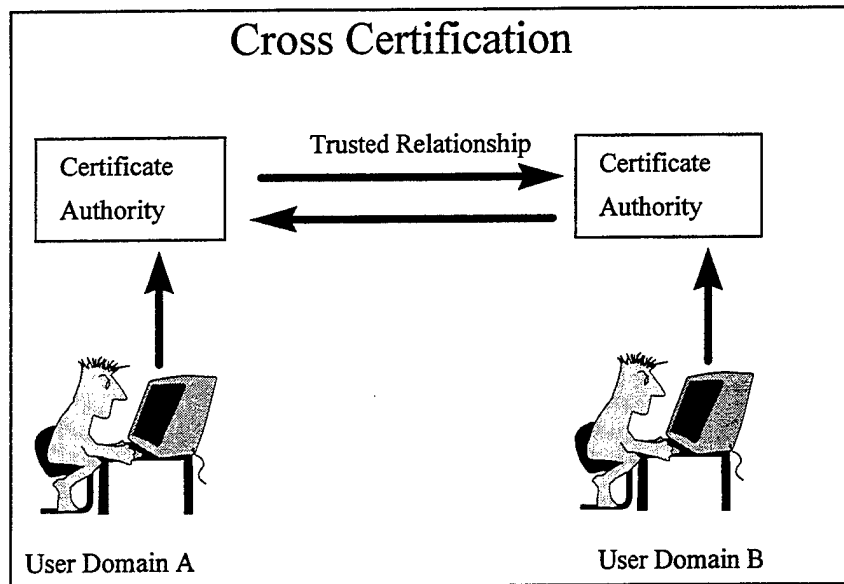 Cross Certification
Trusted Relationship
Certificate
Authority
Certificate
Authority
User Domain A
User Domain B